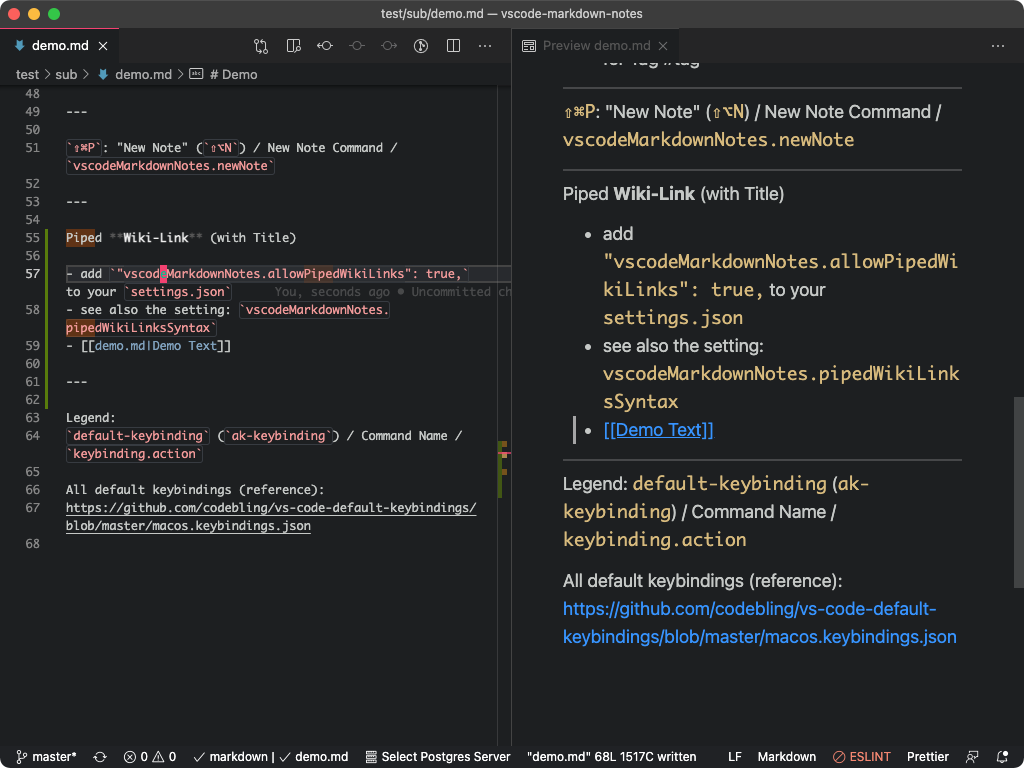 test/sub/demo.md — vscode-markdown-notes
demo.md
test > sub > demo.md > # Demo
48
49 ---
50
51 `⇧⌘P`: "New Note" (`⇧⌥N`) / New Note Command /
`vscodeMarkdownNotes.newNote`
52
53 ---
54
55 Piped **Wiki-Link** (with Title)
56
57 - add `"vscodeMarkdownNotes.allowPipedWikiLinks": true,`
to your `settings.json` You, seconds ago • Uncommitted ch
58 - see also the setting: `vscodeMarkdownNotes.
pipedWikiLinksSyntax`
59 - [[demo.md|Demo Text]]
60
61 ---
62
63 Legend:
64 `default-keybinding` (`ak-keybinding`) / Command Name /
`keybinding.action`
65
66 All default keybindings (reference):
67 https://github.com/codebling/vs-code-default-keybindings/
blob/master/macos.keybindings.json
68
Preview demo.md
for Tag #tag
⇧⌘P: "New Note" (⇧⌥N) / New Note Command /
vscodeMarkdownNotes.newNote
Piped Wiki-Link (with Title)
• add
"vscodeMarkdownNotes.allowPipedWi
kiLinks": true, to your
settings.json
• see also the setting:
vscodeMarkdownNotes.pipedWikiLink
sSyntax
• [[Demo Text]]
Legend: default-keybinding (ak-
keybinding) / Command Name /
keybinding.action
All default keybindings (reference):
https://github.com/codebling/vs-code-default-
keybindings/blob/master/macos.keybindings.json
master* 0 0 markdown | demo.md Select Postgres Server "demo.md" 68L 1517C written LF Markdown ESLINT Prettier